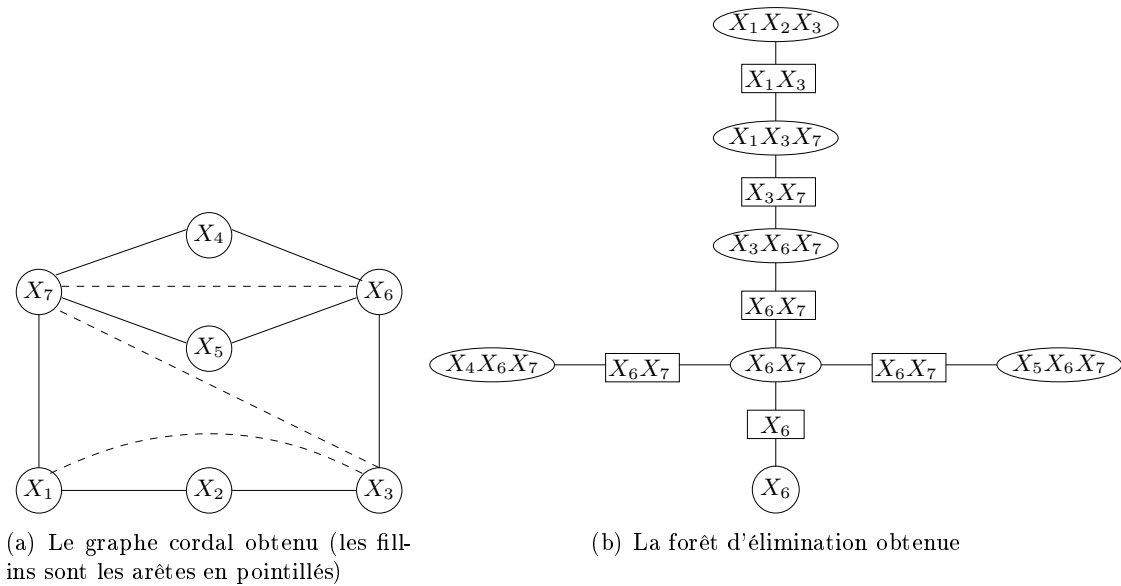 X₁X₂X₃
X₁X₃
X₁X₃X₇
X₃X₇
X₄
X₃X₆X₇
X₇
X₆
X₆X₇
X₅
X₄X₆X₇
X₆X₇
X₆X₇
X₆X₇
X₅X₆X₇
X₆
X₁
X₂
X₃
X₆
(a) Le graphe cordal obtenu (les fill-
ins sont les arêtes en pointillés)
(b) La forêt d'élimination obtenue